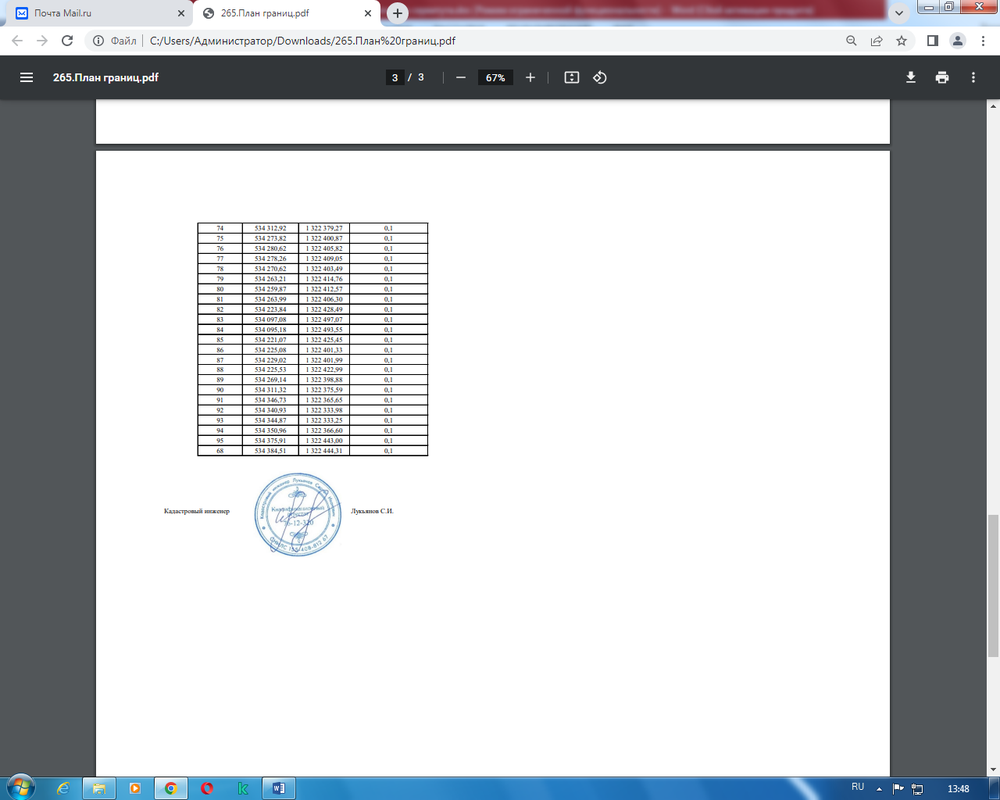 Почта Mail.ru
265.План границ.pdf
Файл
C:/Users/Администратор/Downloads/265.План%20границ.pdf
265.План границ.pdf
3 / 3
67%
74 534 312,92 1 322 379,27 0,1
75 534 273,82 1 322 400,87 0,1
76 534 280,62 1 322 405,82 0,1
77 534 278,26 1 322 409,05 0,1
78 534 270,62 1 322 403,49 0,1
79 534 263,21 1 322 414,76 0,1
80 534 259,87 1 322 412,57 0,1
81 534 263,99 1 322 406,30 0,1
82 534 223,84 1 322 428,49 0,1
83 534 097,08 1 322 497,07 0,1
84 534 095,18 1 322 493,55 0,1
85 534 221,07 1 322 425,45 0,1
86 534 225,08 1 322 401,33 0,1
87 534 229,02 1 322 401,99 0,1
88 534 225,53 1 322 422,99 0,1
89 534 269,14 1 322 398,88 0,1
90 534 311,32 1 322 375,59 0,1
91 534 346,73 1 322 365,65 0,1
92 534 340,93 1 322 333,98 0,1
93 534 344,87 1 322 333,25 0,1
94 534 350,96 1 322 366,60 0,1
95 534 375,91 1 322 443,00 0,1
68 534 384,51 1 322 444,31 0,1
Кадастровый инженер
Кадастровый инженер Лукьянов
Квалификационный
аттестат
76-12-320
СНИЛС 155-408-812 67
Лукьянов С.И.
RU
13:48